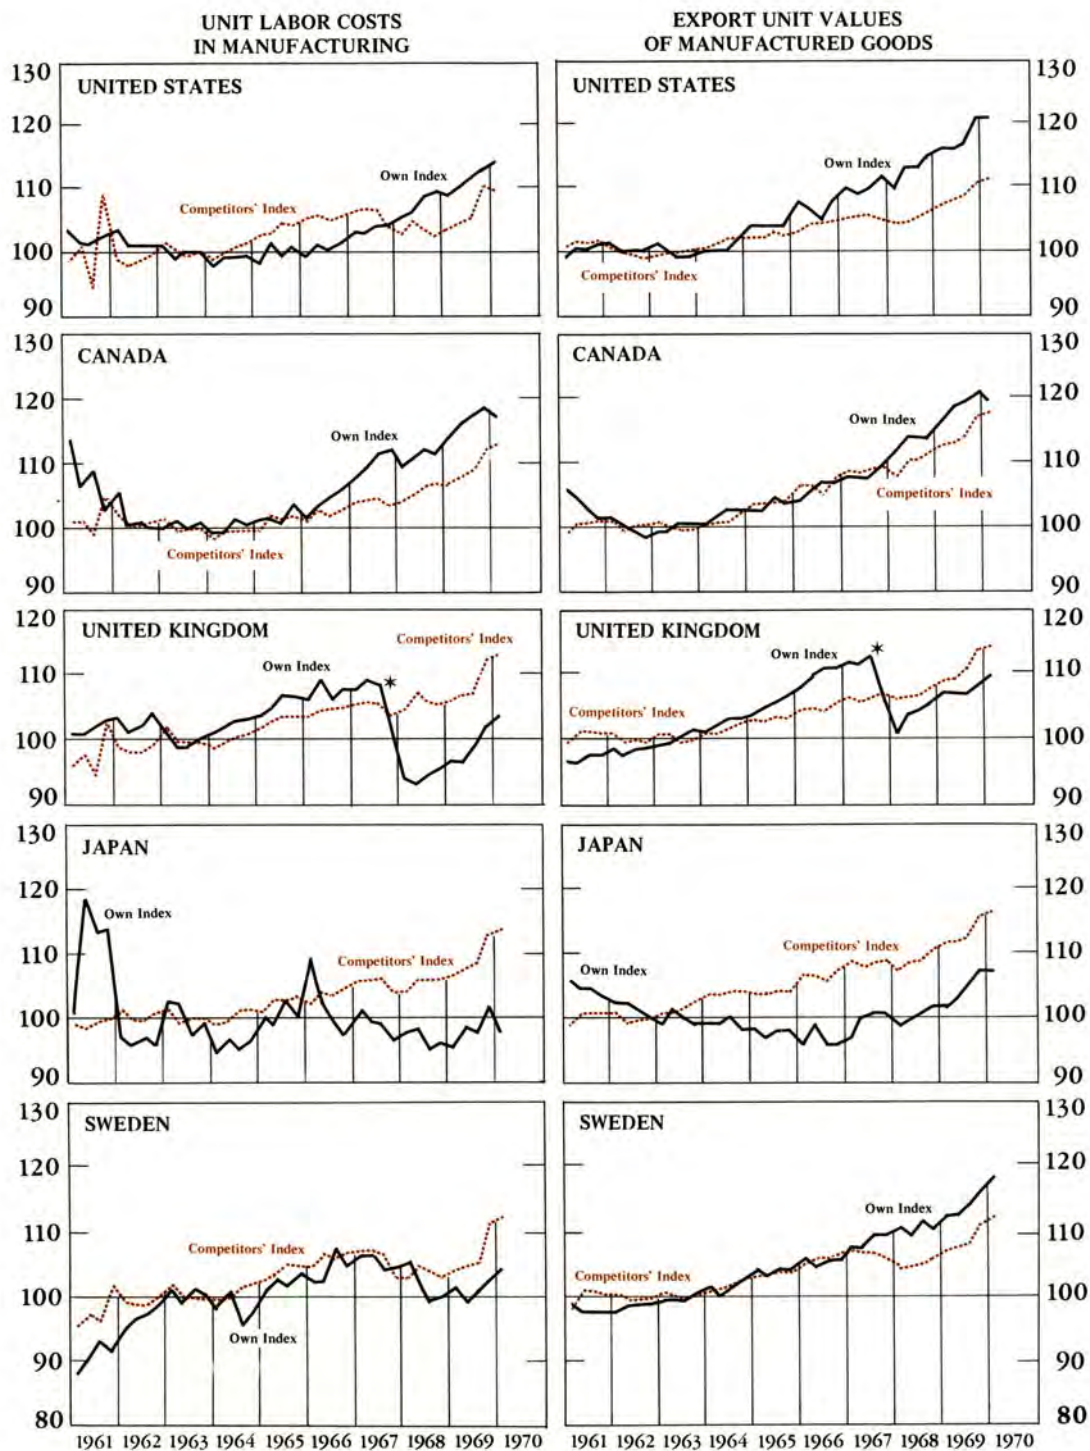 UNIT LABOR COSTS
IN MANUFACTURING
EXPORT UNIT VALUES
OF MANUFACTURED GOODS
130
UNITED STATES
120
110
100
90
Own Index
Competitors' Index
UNITED STATES
130
120
110
100
90
Own Index
Competitors' Index
130
CANADA
120
110
100
90
Own Index
Competitors' Index
CANADA
130
120
110
100
90
Own Index
Competitors' Index
120
UNITED KINGDOM
110
100
90
Competitors' Index
Own Index
*
UNITED KINGDOM
120
110
100
90
Own Index
*
Competitors' Index
130
JAPAN
120
110
100
90
Own Index
Competitors' Index
JAPAN
130
120
110
100
90
Competitors' Index
Own Index
130
SWEDEN
120
110
100
90
80
Competitors' Index
Own Index
1961 1962 1963 1964 1965 1966 1967 1968 1969 1970
SWEDEN
130
120
110
100
90
80
Own Index
Competitors' Index
1961 1962 1963 1964 1965 1966 1967 1968 1969 1970